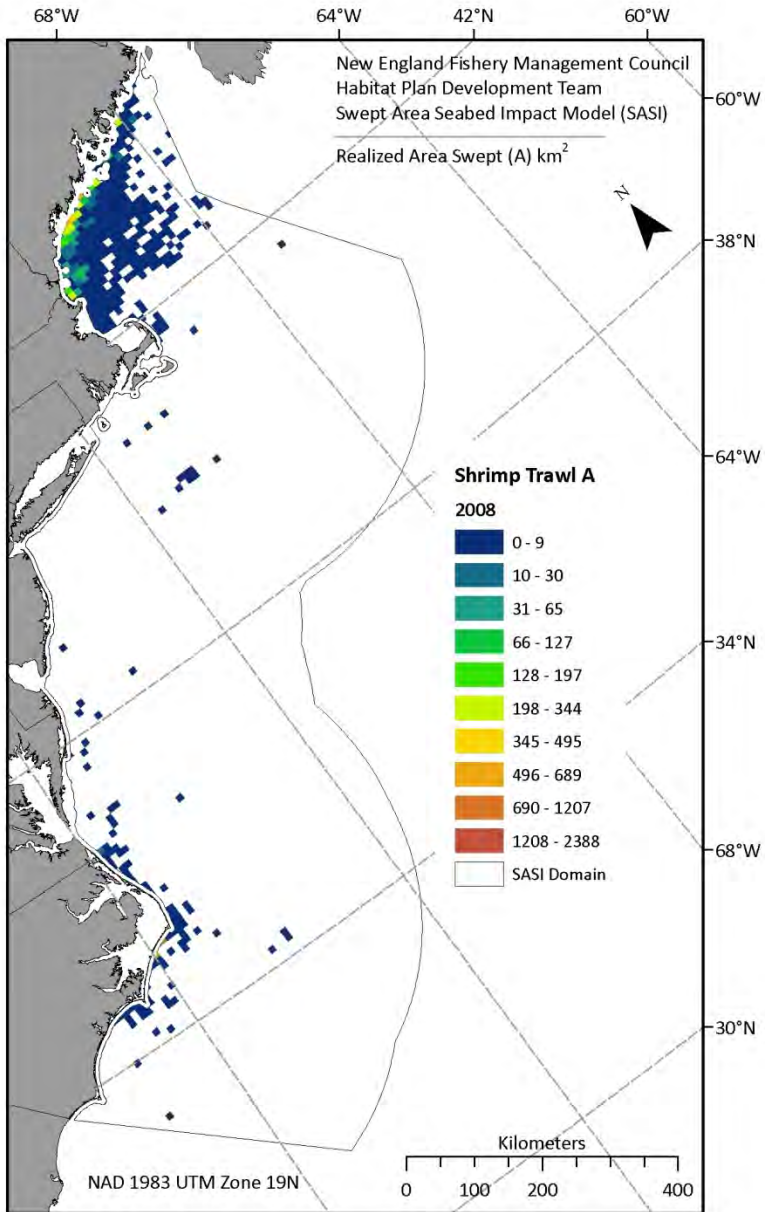 68°W 64°W 42°N 60°W
New England Fishery Management Council
Habitat Plan Development Team
Swept Area Seabed Impact Model (SASI)
Realized Area Swept (A) km²
60°W
N
38°N
64°W
Shrimp Trawl A
2008
0 - 9
10 - 30
31 - 65
66 - 127
128 - 197
198 - 344
345 - 495
496 - 689
690 - 1207
1208 - 2388
SASI Domain
34°N
68°W
30°N
Kilometers
NAD 1983 UTM Zone 19N
0 100 200 300 400